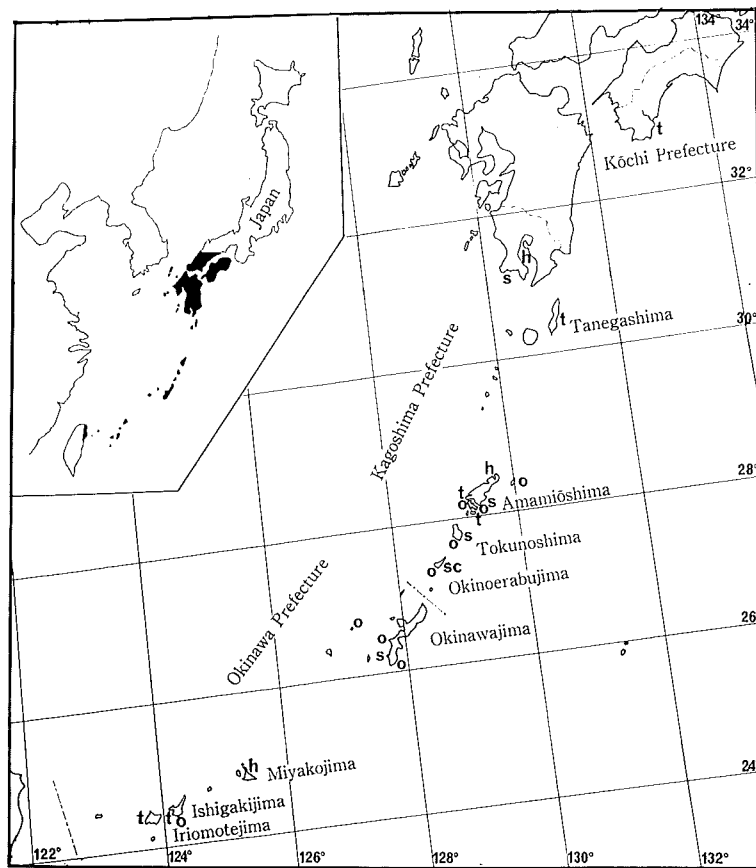 134°
34°
Japan
t
Kōchi Prefecture
32°
h
s
t
Tanegashima
30°
Kagoshima Prefecture
h
o
28°
t
o
s
o
Amamiōshima
t
s
o
Tokunoshima
o
sc
Okinoerabujima
Okinawa Prefecture
o
26°
o
Okinawajima
s
o
h
Miyakojima
24°
t
t
o
Ishigakijima
Iriomotejima
122°
124°
126°
128°
130°
132°